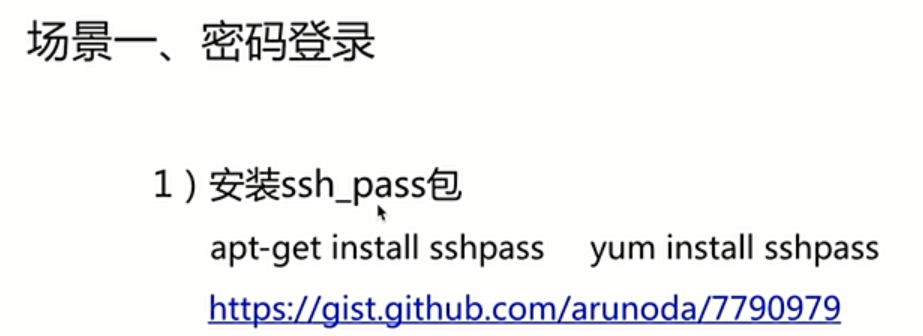 场景一、密码登录
1）安装ssh_pass包
apt-get install sshpass yum install sshpass
https://gist.github.com/arunoda/7790979